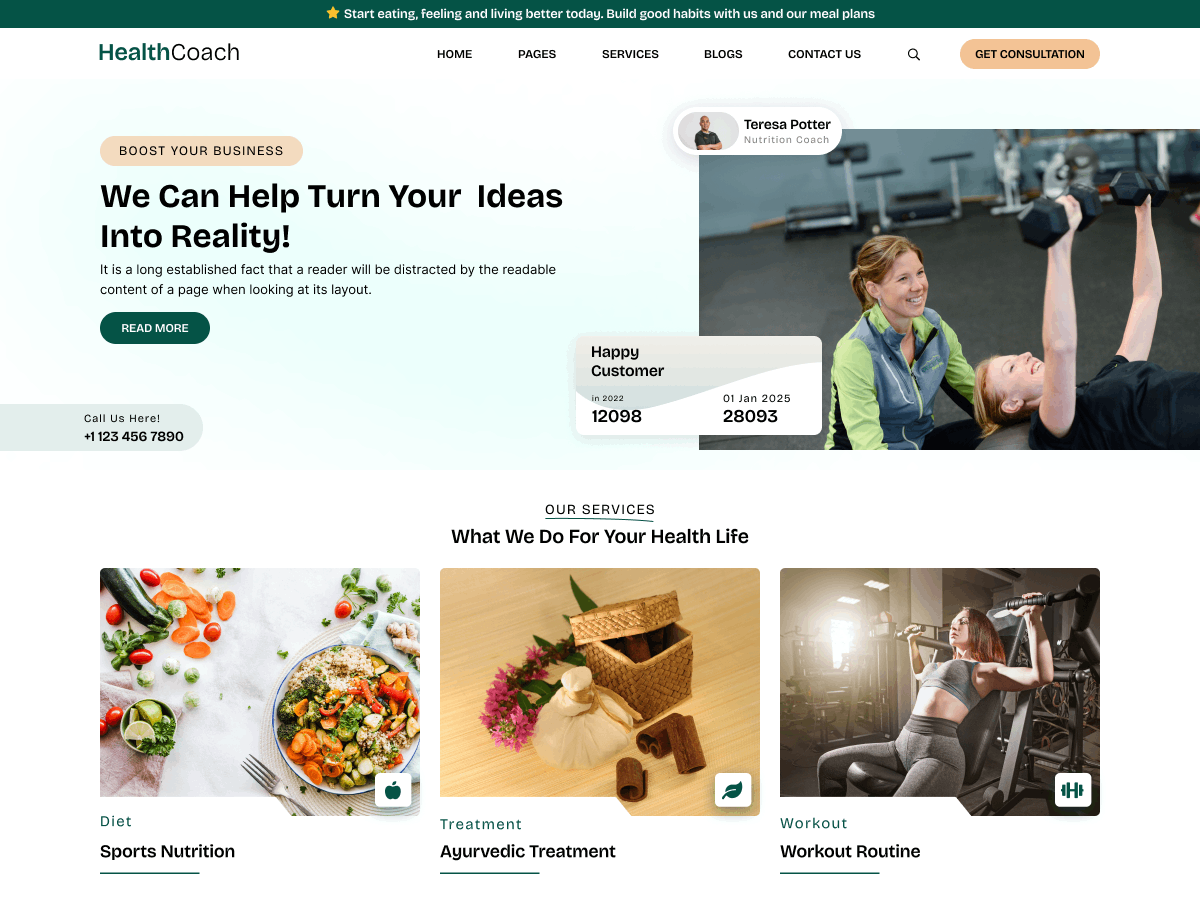 ⭐ Start eating, feeling and living better today. Build good habits with us and our meal plans
HealthCoach
HOME
PAGES
SERVICES
BLOGS
CONTACT US
GET CONSULTATION
Teresa Potter
Nutrition Coach
BOOST YOUR BUSINESS
We Can Help Turn Your Ideas
Into Reality!
It is a long established fact that a reader will be distracted by the readable
content of a page when looking at its layout.
READ MORE
Happy
Customer
in 2022
12098
01 Jan 2025
28093
Call Us Here!
+1 123 456 7890
OUR SERVICES
What We Do For Your Health Life
Diet
Sports Nutrition
Treatment
Ayurvedic Treatment
Workout
Workout Routine